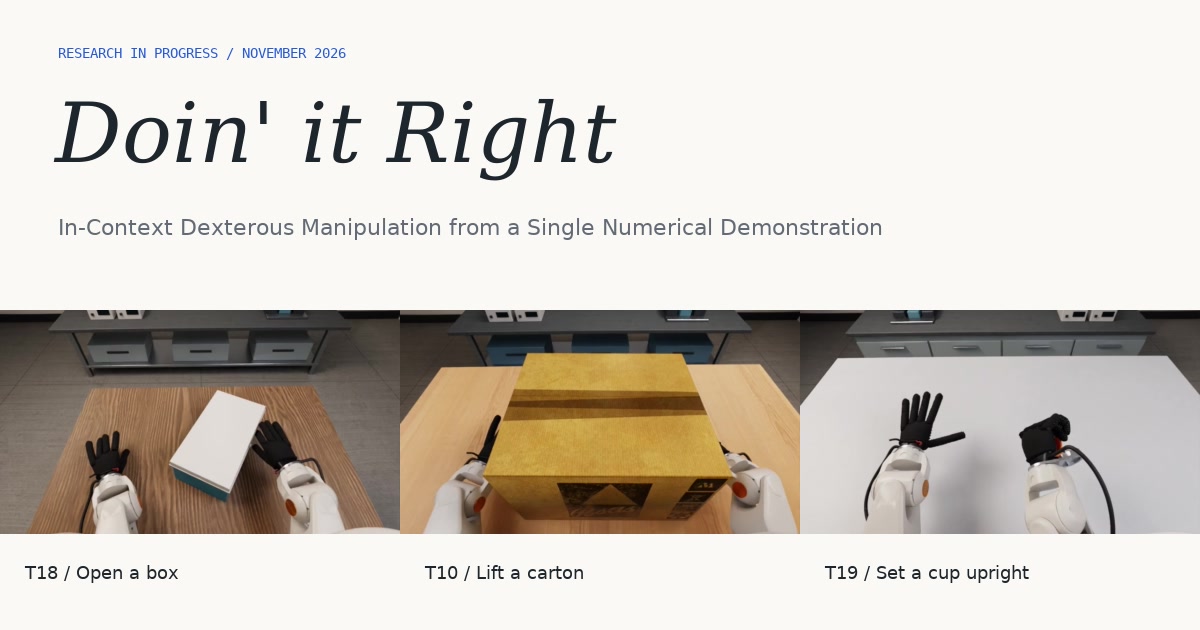 RESEARCH IN PROGRESS / NOVEMBER 2026
Doin' it Right
In-Context Dexterous Manipulation from a Single Numerical Demonstration
T18 / Open a box
T10 / Lift a carton
T19 / Set a cup upright